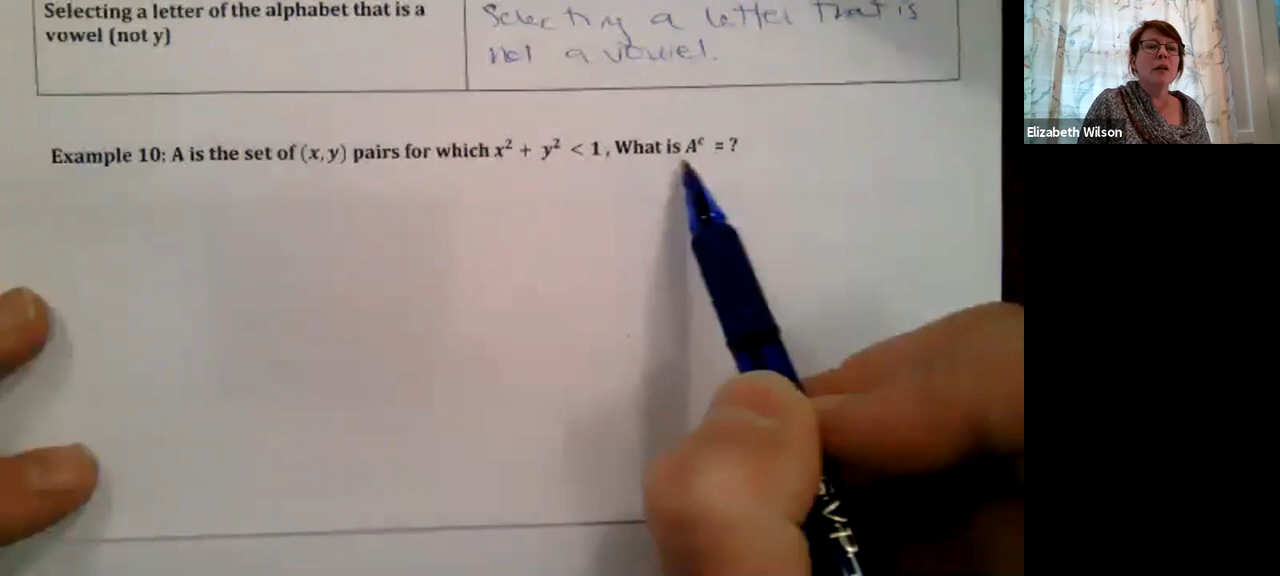 Selecting a letter of the alphabet that is a
vowel (not y)
Selecting a letter that is
not a vowel.
Example 10: A is the set of (x, y) pairs for which x² + y² < 1, What is Aᶜ = ?
Elizabeth Wilson